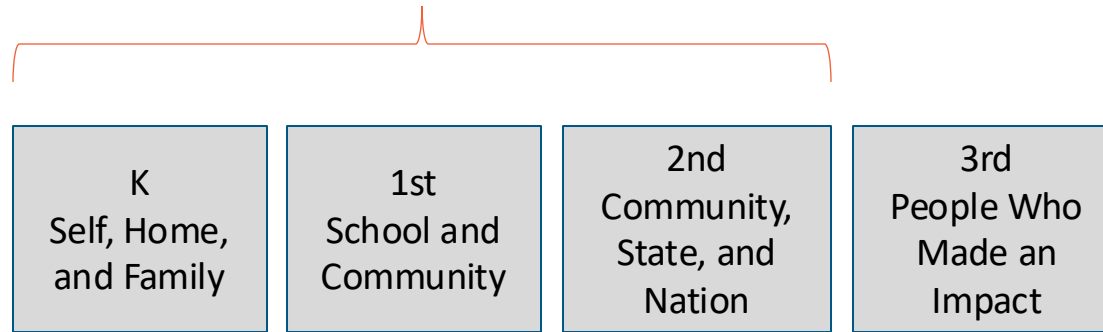 K
Self, Home,
and Family
1st
School and
Community
2nd
Community,
State, and
Nation
3rd
People Who
Made an
Impact